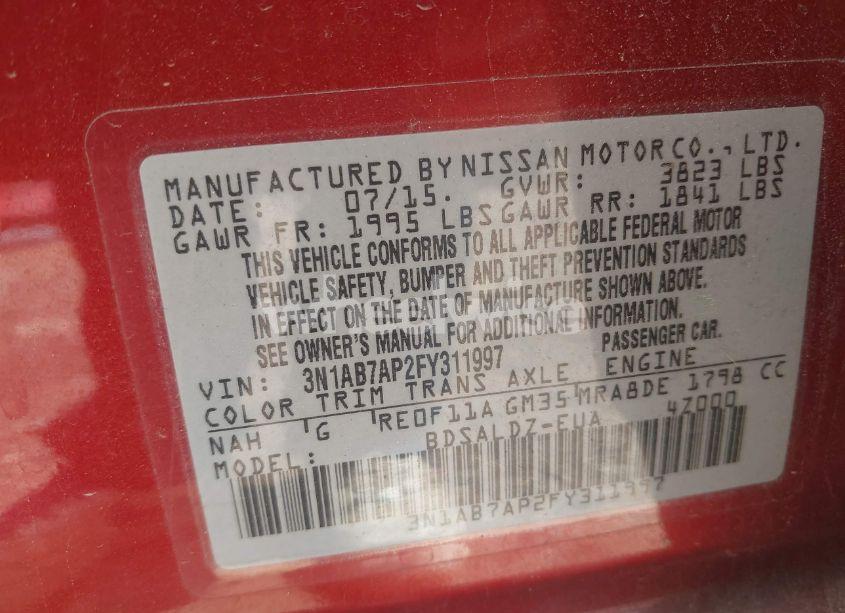 MANUFACTURED BY NISSAN MOTOR CO., LTD.
DATE: 07/15. GVWR: 3823 LBS
GAWR FR: 1995 LBS GAWR RR: 1841 LBS
THIS VEHICLE CONFORMS TO ALL APPLICABLE FEDERAL MOTOR
VEHICLE SAFETY, BUMPER AND THEFT PREVENTION STANDARDS
IN EFFECT ON THE DATE OF MANUFACTURE SHOWN ABOVE.
SEE OWNER'S MANUAL FOR ADDITIONAL INFORMATION.
VIN: 3N1AB7AP2FY311997 PASSENGER CAR.
COLOR TRIM TRANS AXLE ENGINE
NAH G RE0F11A GM35 MRA8DE 1798 CC
MODEL: BDSALDZ-EUA 4Z000
3N1AB7AP2FY311997